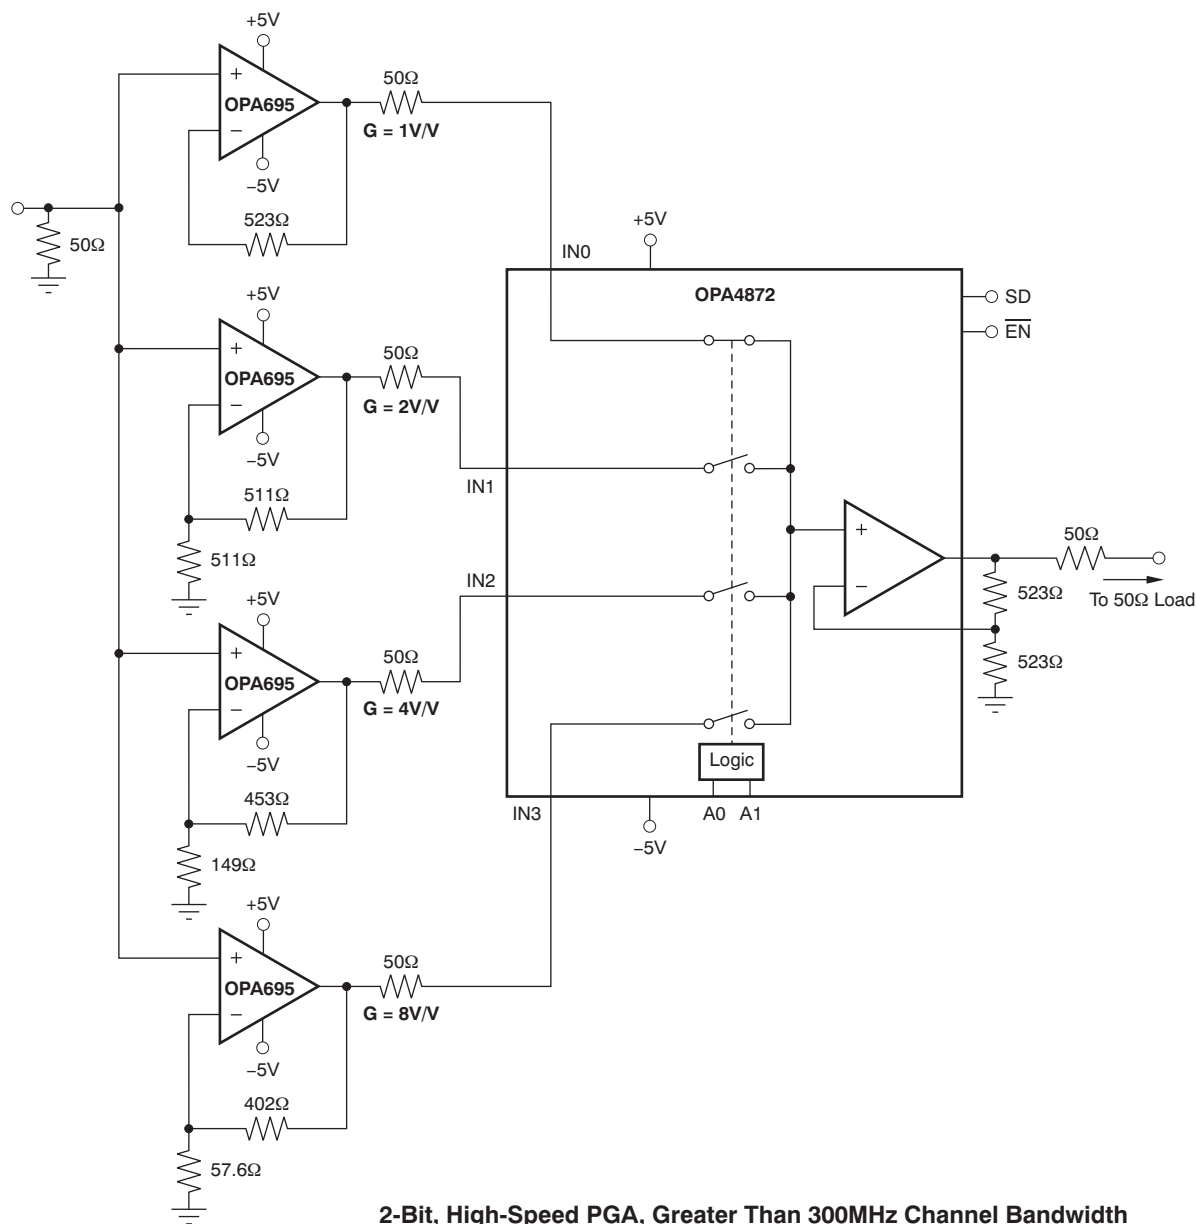 +5V
+
OPA695
−
−5V
50Ω
G = 1V/V
523Ω
50Ω
+5V
+
OPA695
−
−5V
50Ω
G = 2V/V
511Ω
511Ω
+5V
+
OPA695
−
−5V
50Ω
G = 4V/V
453Ω
149Ω
+5V
+
OPA695
−
−5V
50Ω
G = 8V/V
402Ω
57.6Ω
+5V
IN0
OPA4872
SD
EN
IN1
IN2
+
−
50Ω
To 50Ω Load
523Ω
523Ω
Logic
IN3
A0 A1
−5V
2-Bit, High-Speed PGA, Greater Than 300MHz Channel Bandwidth